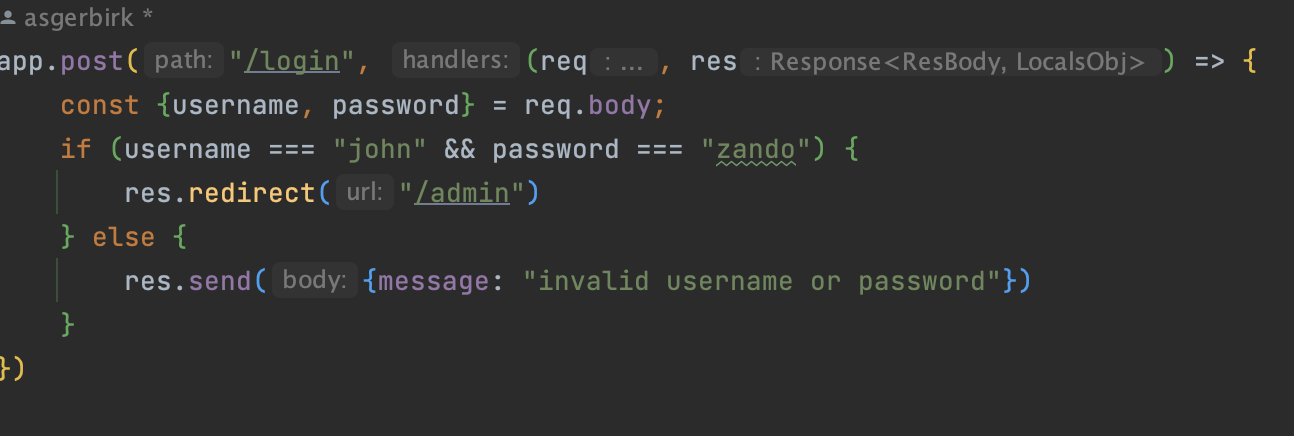 asgerbirk *
app.post( path: "/login", handlers: (req : ... , res : Response<ResBody, LocalsObj> ) => {
const {username, password} = req.body;
if (username === "john" && password === "zando") {
res.redirect( url: "/admin")
} else {
res.send( body: {message: "invalid username or password"})
}
})